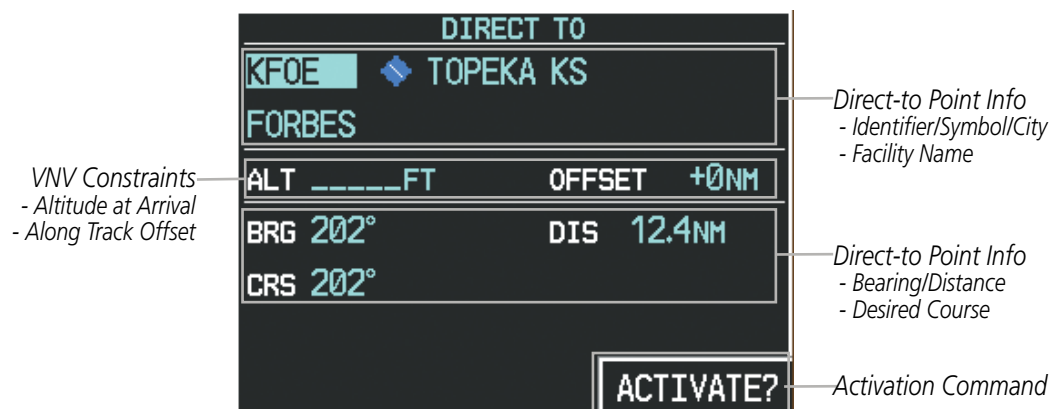 DIRECT TO
KFOE TOPEKA KS
FORBES
Direct-to Point Info
- Identifier/Symbol/City
- Facility Name
VNV Constraints
- Altitude at Arrival
- Along Track Offset
ALT _____FT OFFSET +0NM
BRG 202° DIS 12.4NM
CRS 202°
Direct-to Point Info
- Bearing/Distance
- Desired Course
ACTIVATE?
Activation Command